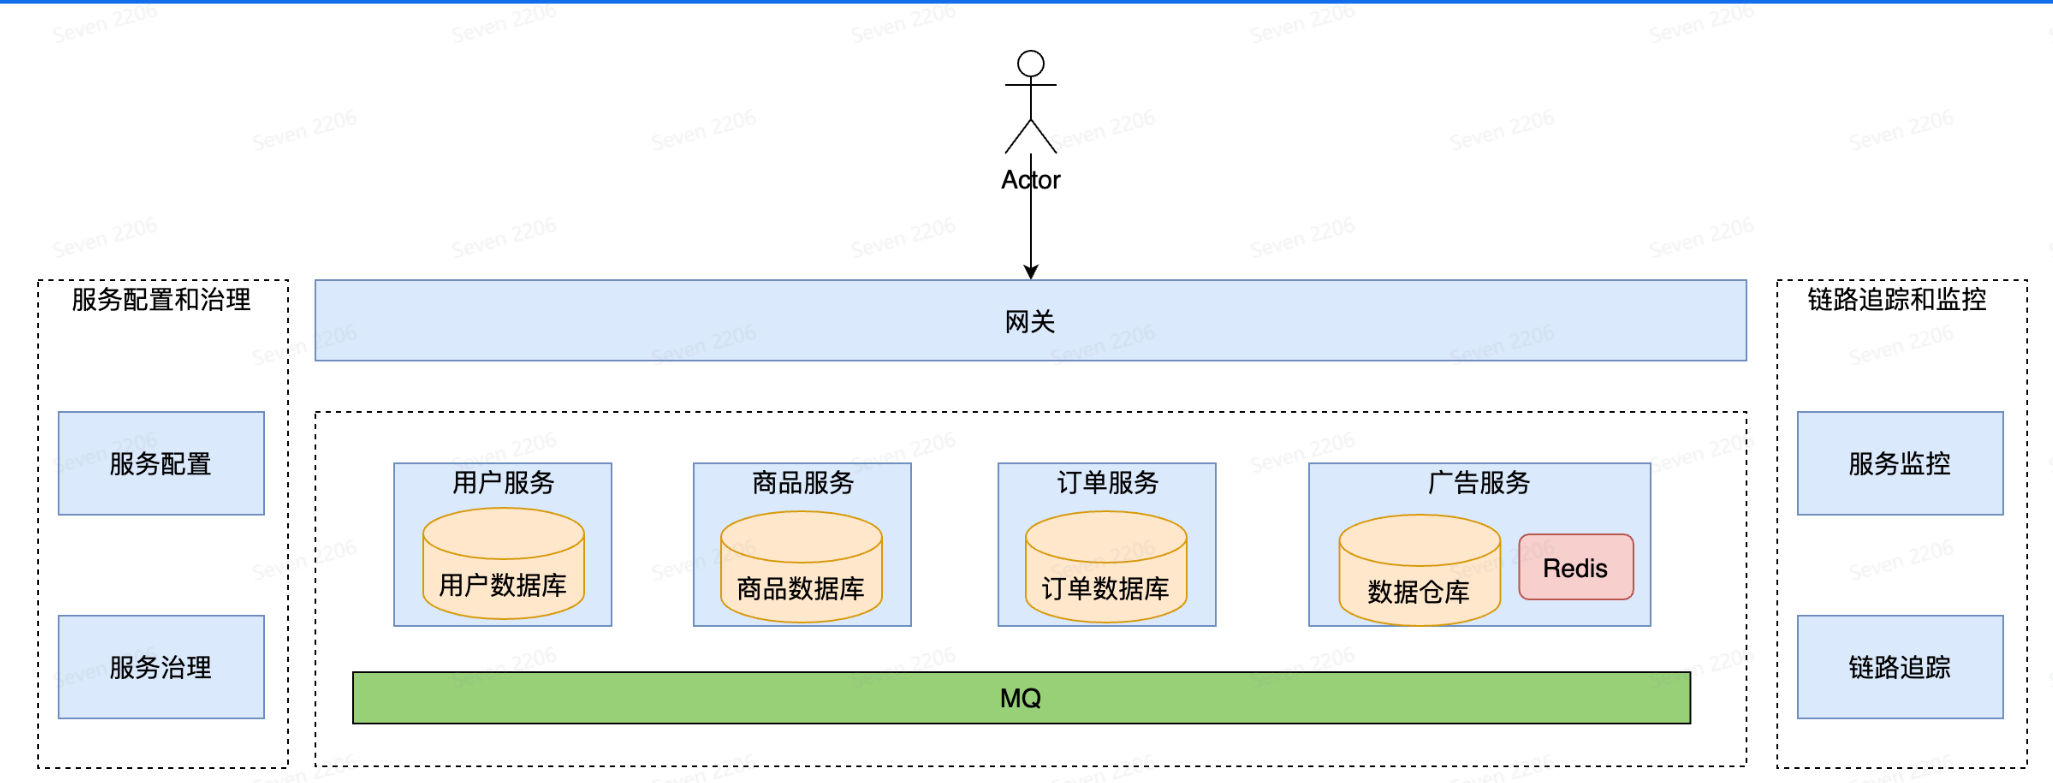 Actor
服务配置和治理
网关
链路追踪和监控
服务配置
服务治理
用户服务
用户数据库
商品服务
商品数据库
订单服务
订单数据库
广告服务
数据仓库
Redis
MQ
服务监控
链路追踪
Seven 2206